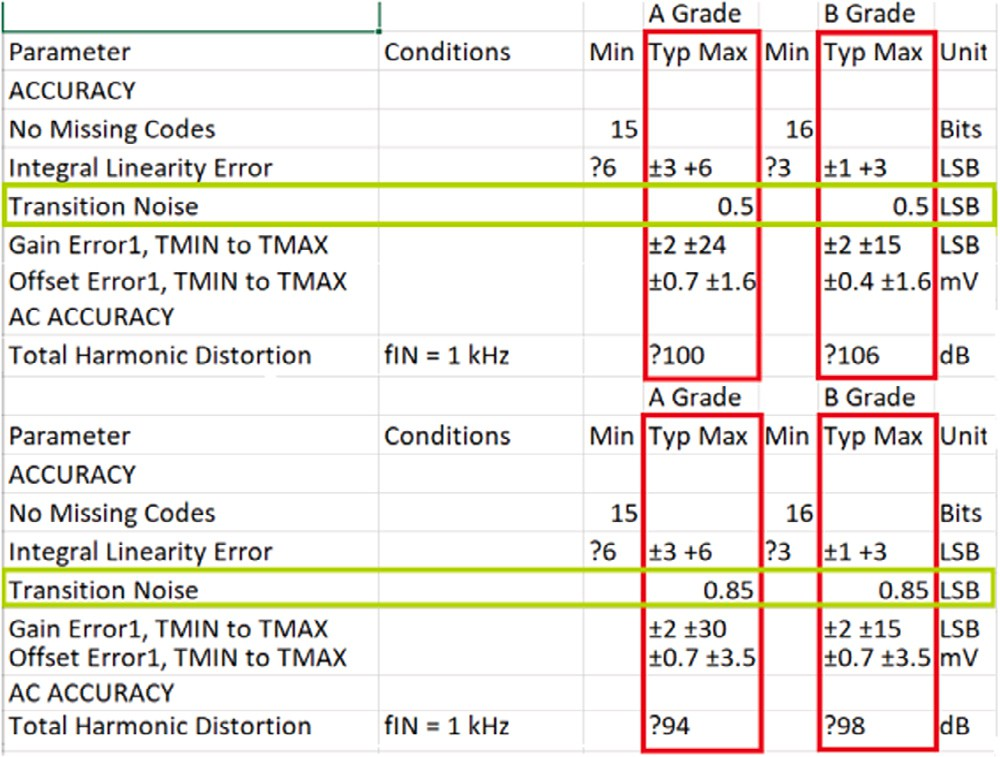 A Grade B Grade
Parameter Conditions Min Typ Max Min Typ Max Unit
ACCURACY
No Missing Codes 15 16 Bits
Integral Linearity Error ?6 ±3 +6 ?3 ±1 +3 LSB
Transition Noise 0.5 0.5 LSB
Gain Error1, TMIN to TMAX ±2 ±24 ±2 ±15 LSB
Offset Error1, TMIN to TMAX ±0.7 ±1.6 ±0.4 ±1.6 mV
AC ACCURACY
Total Harmonic Distortion fIN = 1 kHz ?100 ?106 dB
A Grade B Grade
Parameter Conditions Min Typ Max Min Typ Max Unit
ACCURACY
No Missing Codes 15 16 Bits
Integral Linearity Error ?6 ±3 +6 ?3 ±1 +3 LSB
Transition Noise 0.85 0.85 LSB
Gain Error1, TMIN to TMAX ±2 ±30 ±2 ±15 LSB
Offset Error1, TMIN to TMAX ±0.7 ±3.5 ±0.7 ±3.5 mV
AC ACCURACY
Total Harmonic Distortion fIN = 1 kHz ?94 ?98 dB